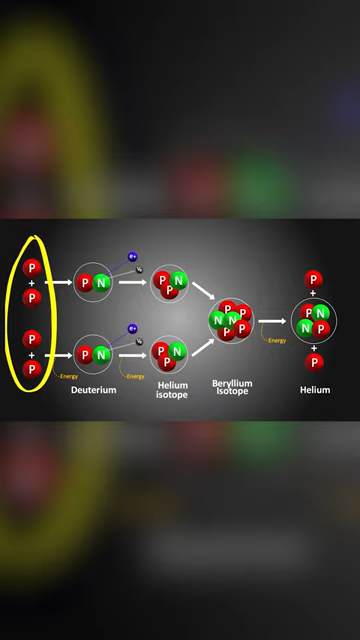 P
+
P
P N
e+
P N
P
P
+
P
P N
e+
P N
P
Energy
Energy
P P
N N
P P
Energy
P
+
P N
N P
+
P
Deuterium
Helium
isotope
Beryllium
Isotope
Helium